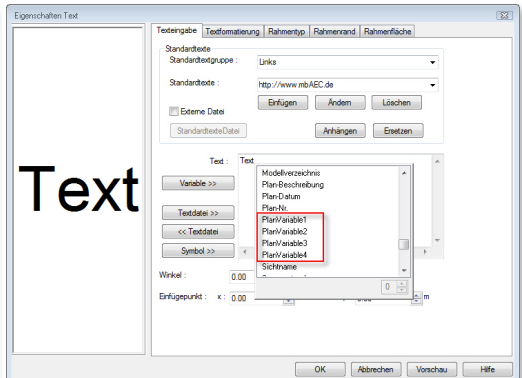 Eigenschaften Text
Texteingabe Textformatierung Rahmentyp Rahmenrand Rahmenfläche
Standardtexte
Standardtextgruppe : Links
Standardtexte : http://www.mbAEC.de
Externe Datei Einfügen Ändern Löschen
StandardtexteDatei Anhängen Ersetzen
Text : Text
Text
Variable >>
Textdatei >>
<< Textdatei
Symbol >>
Modellverzeichnis
Plan-Beschreibung
Plan-Datum
Plan-Nr.
PlanVariable1
PlanVariable2
PlanVariable3
PlanVariable4
Sichtname
0
Winkel : 0.00
Einfügepunkt : x : 0.00 m
OK Abbrechen Vorschau Hilfe